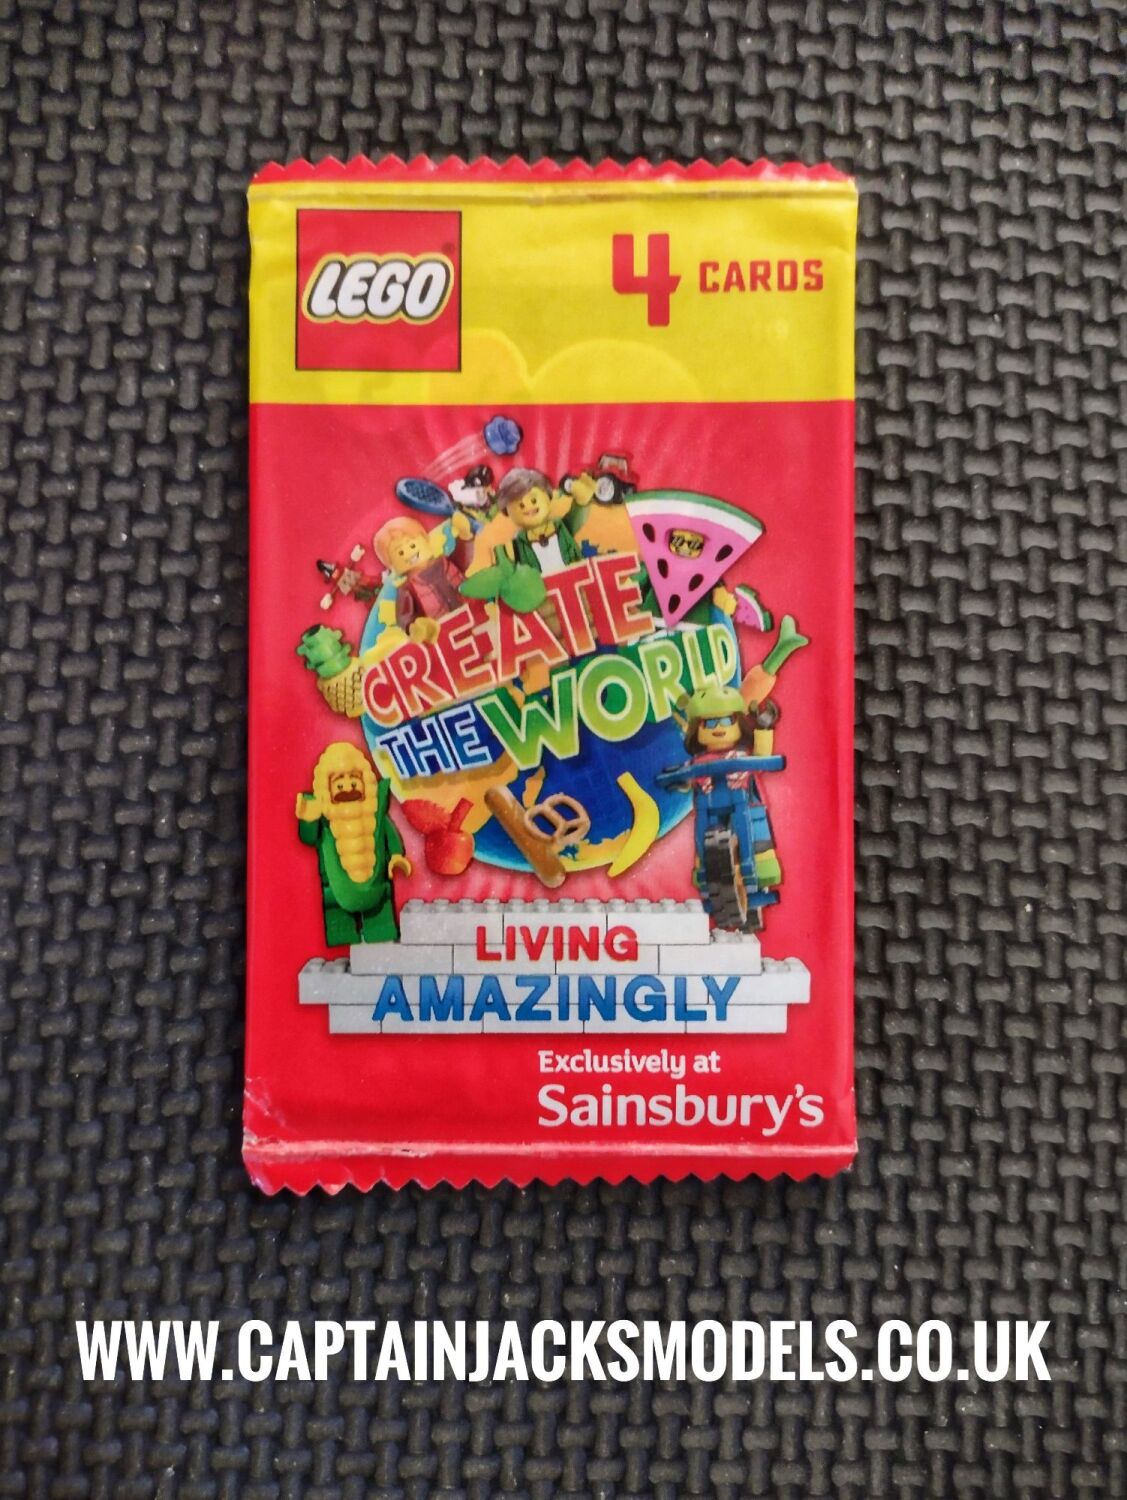 LEGO®
4 CARDS
CREATE
THE WORLD
LIVING
AMAZINGLY
Exclusively at
Sainsbury's
WWW.CAPTAINJACKSMODELS.CO.UK